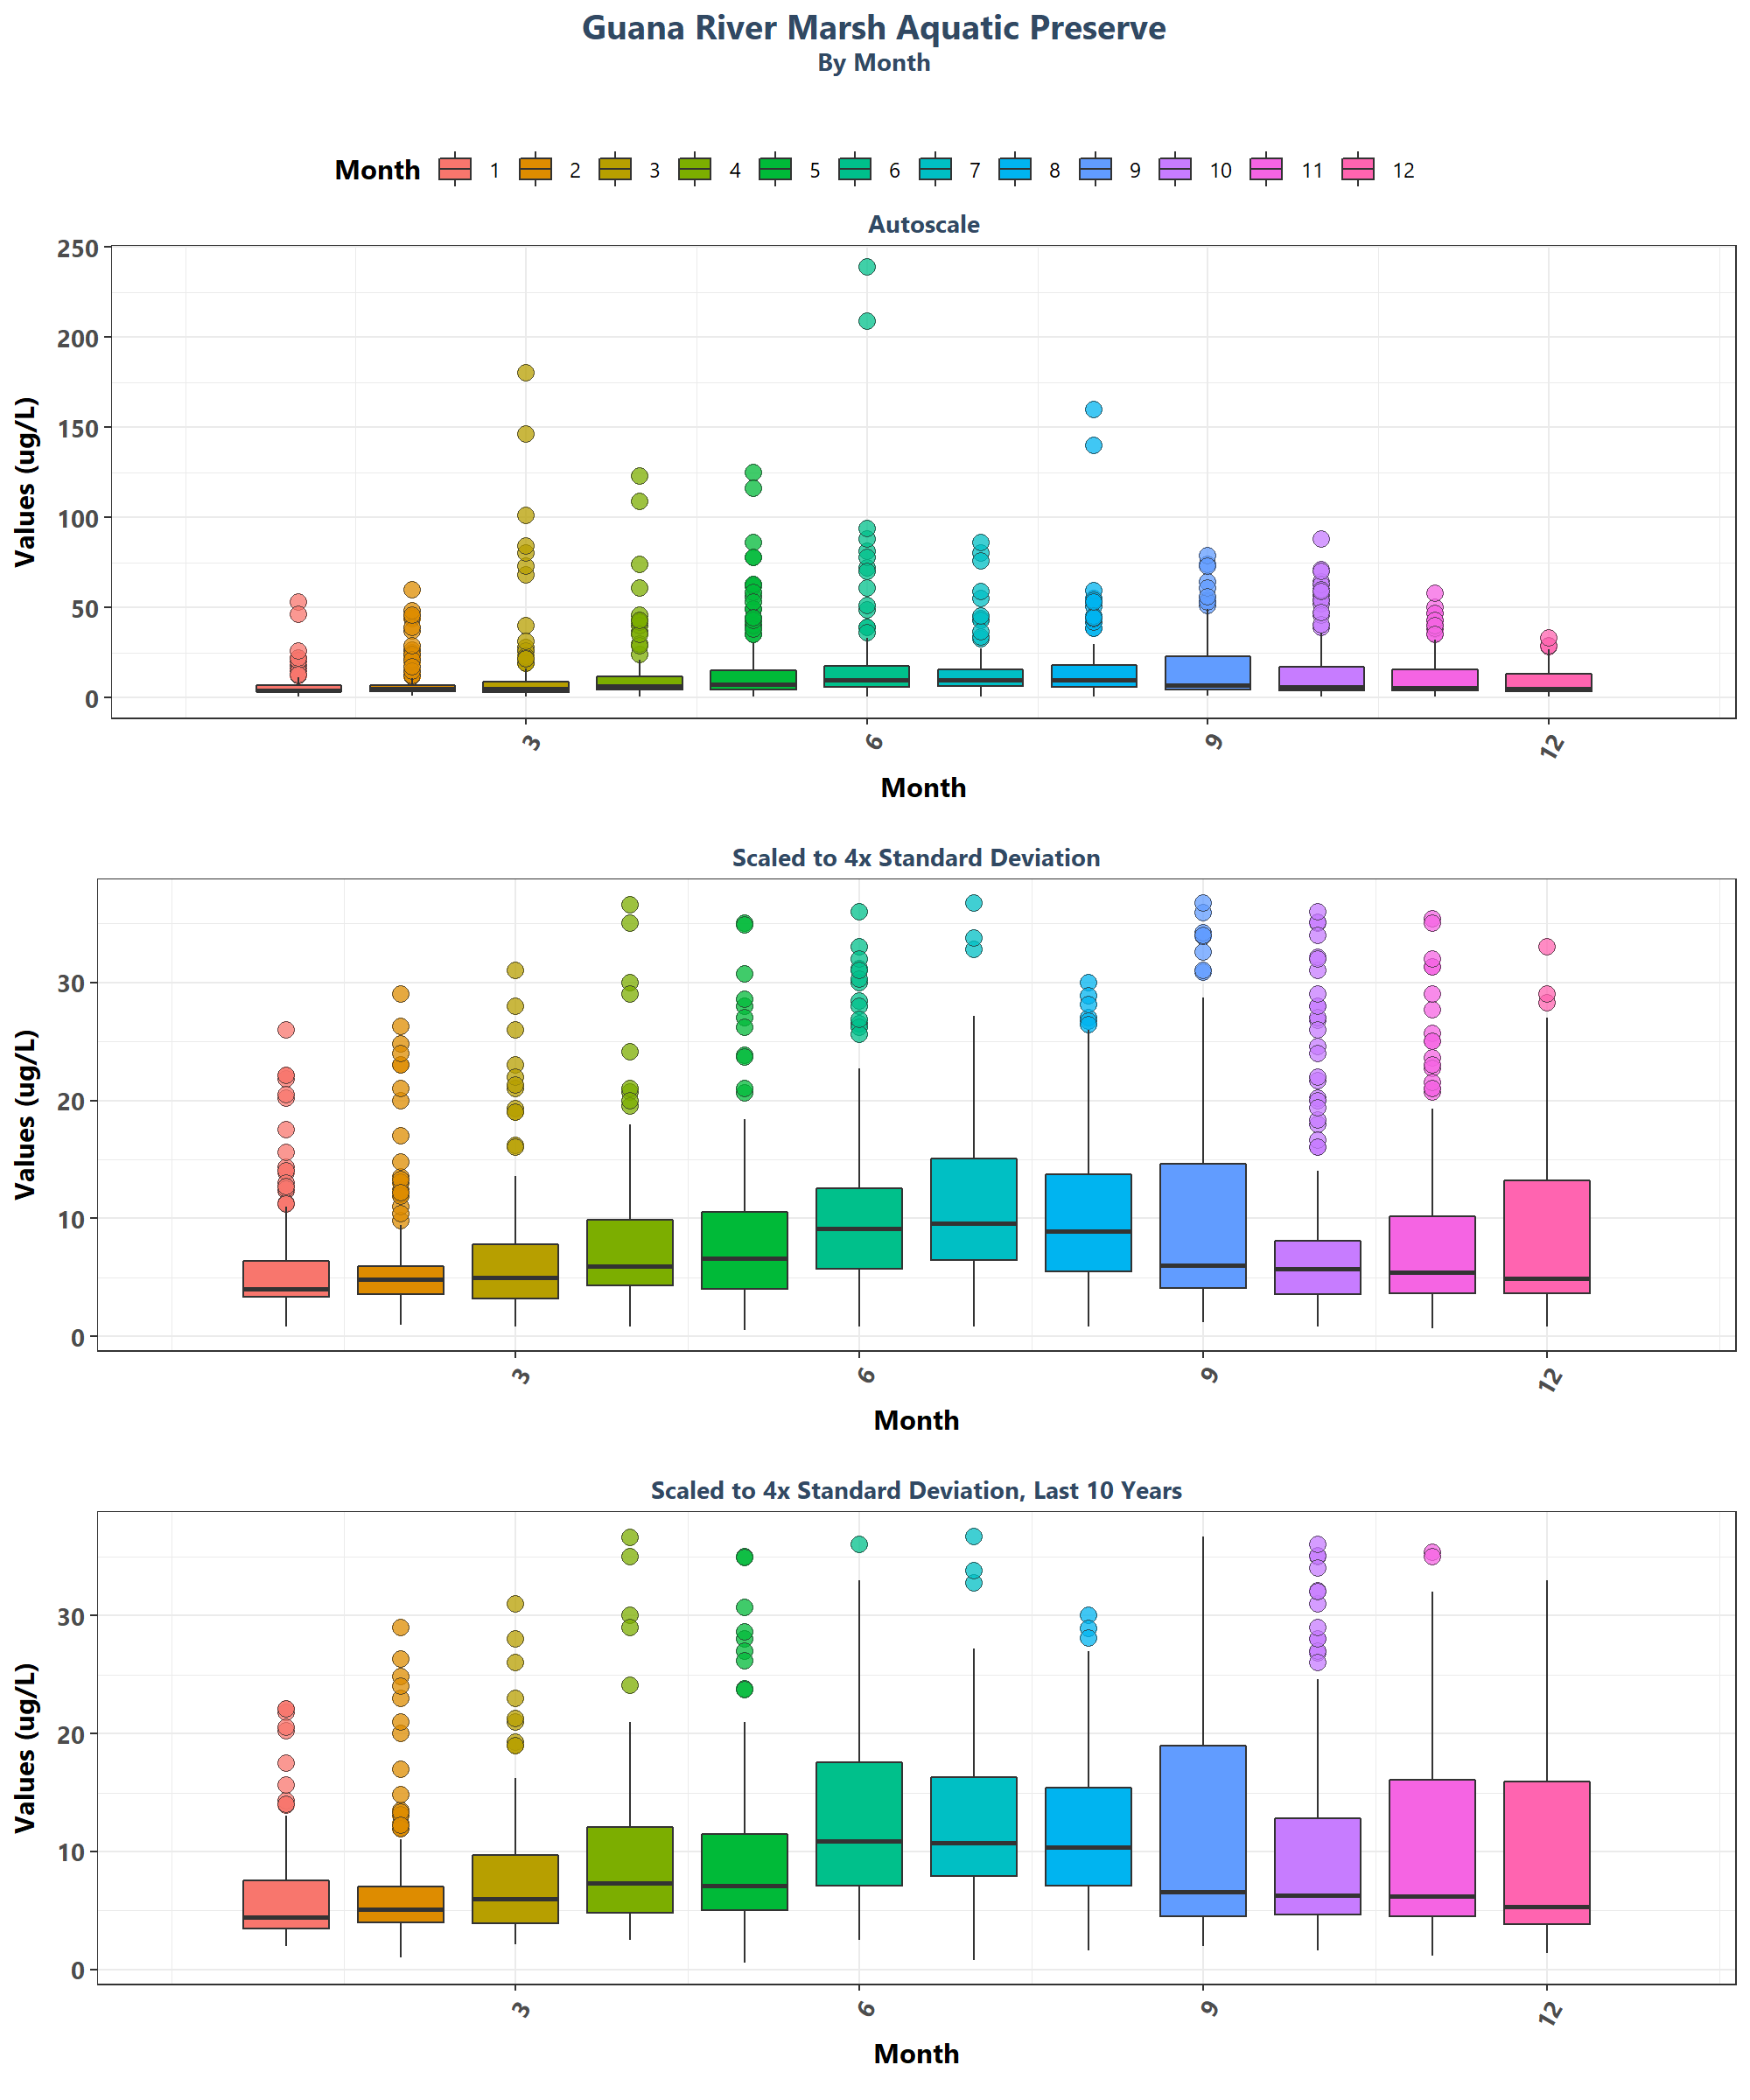 Guana River Marsh Aquatic Preserve
By Month
Month 1 2 3 4 5 6 7 8 9 10 11 12
Autoscale
Values (ug/L)
250
200
150
100
50
0
3 6 9 12
Month
Scaled to 4x Standard Deviation
Values (ug/L)
30
20
10
0
3 6 9 12
Month
Scaled to 4x Standard Deviation, Last 10 Years
Values (ug/L)
30
20
10
0
3 6 9 12
Month